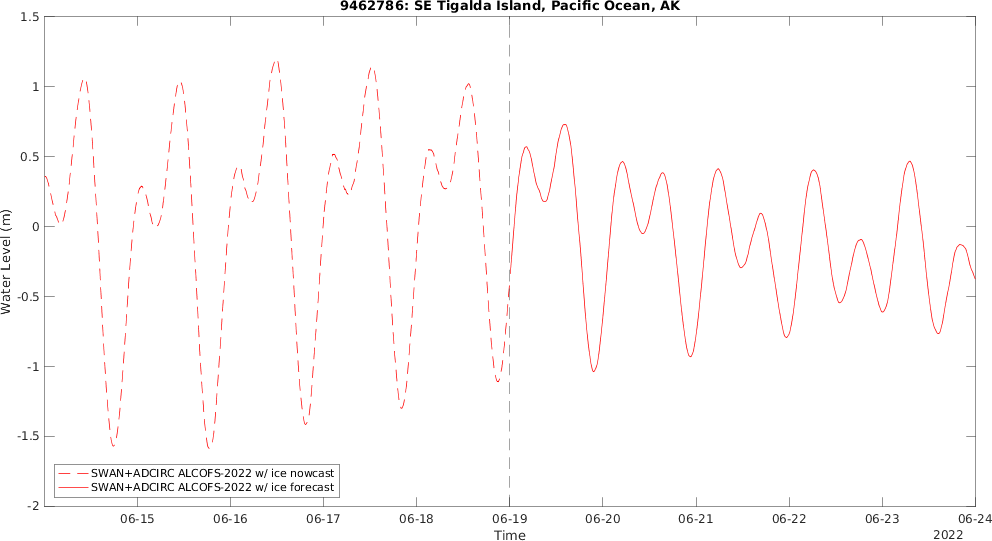 9462786: SE Tigalda Island, Pacific Ocean, AK
1.5
1
0.5
0
-0.5
-1
-1.5
-2
Water Level (m)
SWAN+ADCIRC ALCOFS-2022 w/ ice nowcast
SWAN+ADCIRC ALCOFS-2022 w/ ice forecast
06-15 06-16 06-17 06-18 06-19 06-20 06-21 06-22 06-23 06-24
Time
2022